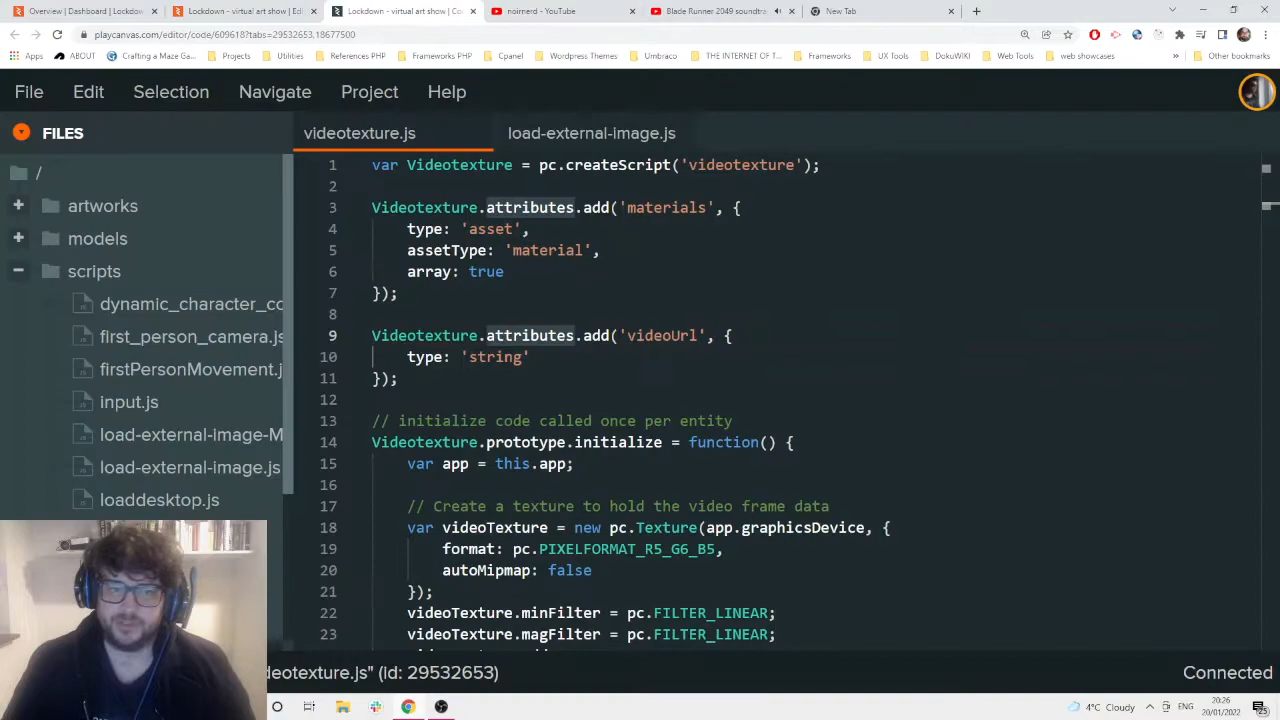 Overview | Dashboard | Lockdow
Lockdown - virtual art show | Edi
Lockdown - virtual art show | Co
noirnerd - YouTube
Blade Runner 2049 soundtra
New Tab
playcanvas.com/editor/code/609618?tabs=29532653,18677500
Apps
ABOUT
Crafting a Maze Ga
Projects
Utilities
References PHP
Frameworks PHP
Cpanel
Wordpress Themes
Umbraco
THE INTERNET OF T
Frameworks
UX Tools
DokuWIKI
Web Tools
web showcases
»
Other bookmarks
File Edit Selection Navigate Project Help
FILES
videotexture.js
load-external-image.js
/
artworks
models
scripts
dynamic_character_co
first_person_camera.js
firstPersonMovement.j
input.js
load-external-image-M
load-external-image.js
loaddesktop.js
1 var Videotexture = pc.createScript('videotexture');
2
3 Videotexture.attributes.add('materials', {
4 type: 'asset',
5 assetType: 'material',
6 array: true
7 });
8
9 Videotexture.attributes.add('videoUrl', {
10 type: 'string'
11 });
12
13 // initialize code called once per entity
14 Videotexture.prototype.initialize = function() {
15 var app = this.app;
16
17 // Create a texture to hold the video frame data
18 var videoTexture = new pc.Texture(app.graphicsDevice, {
19 format: pc.PIXELFORMAT_R5_G6_B5,
20 autoMipmap: false
21 });
22 videoTexture.minFilter = pc.FILTER_LINEAR;
23 videoTexture.magFilter = pc.FILTER_LINEAR;
deotexture.js" (id: 29532653)
Connected
4°C Cloudy
ENG
20:26
20/01/2022